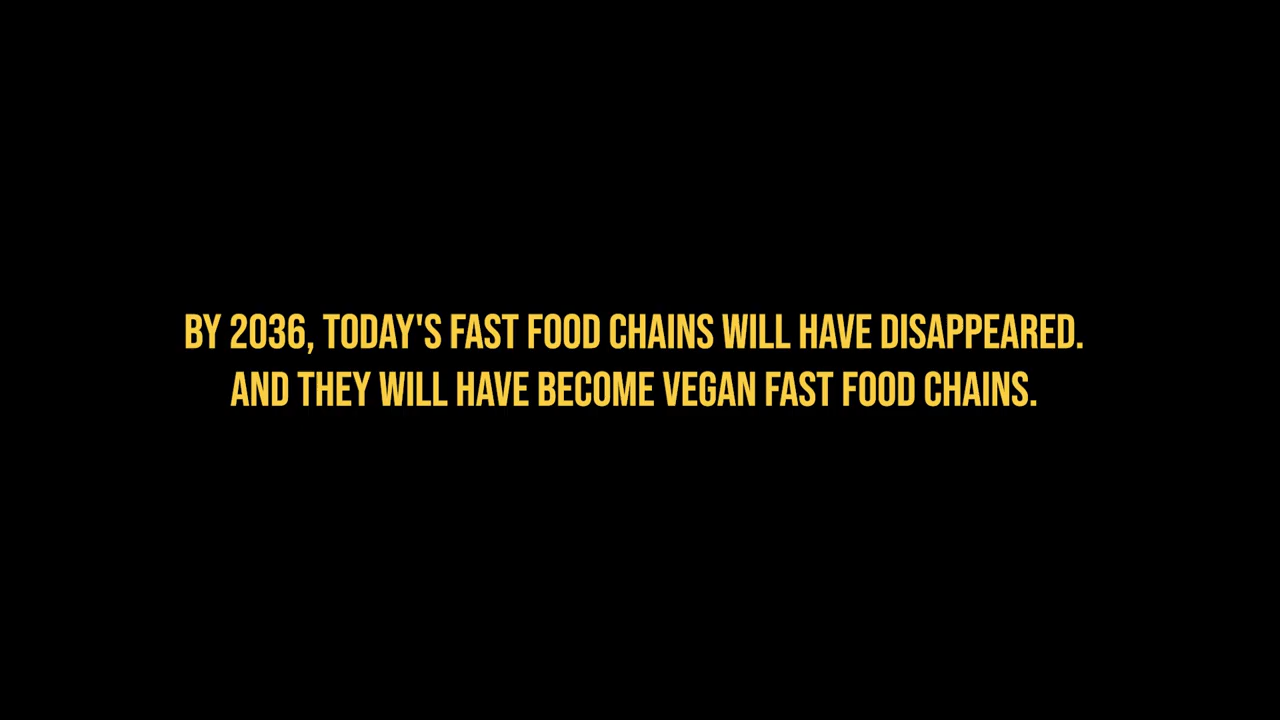 BY 2036, TODAY'S FAST FOOD CHAINS WILL HAVE DISAPPEARED.
AND THEY WILL HAVE BECOME VEGAN FAST FOOD CHAINS.